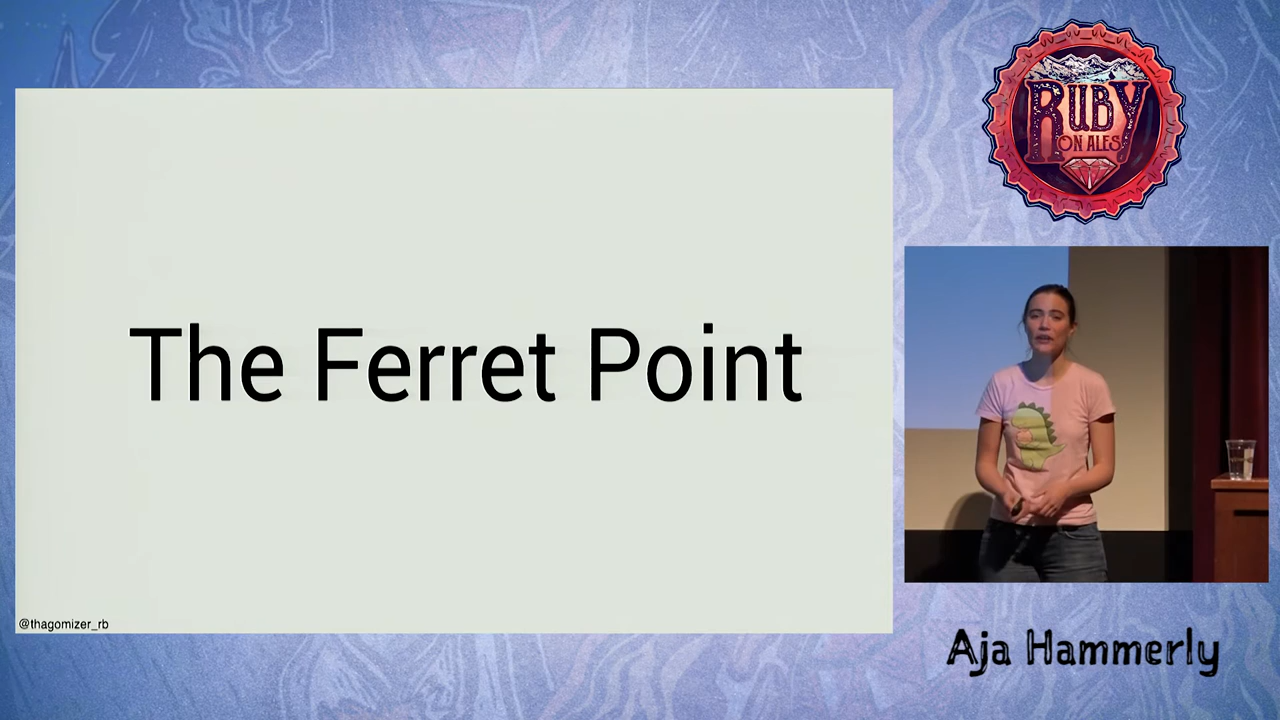 The Ferret Point
@thagomizer_rb
RUBY
ON ALES
Aja Hammerly